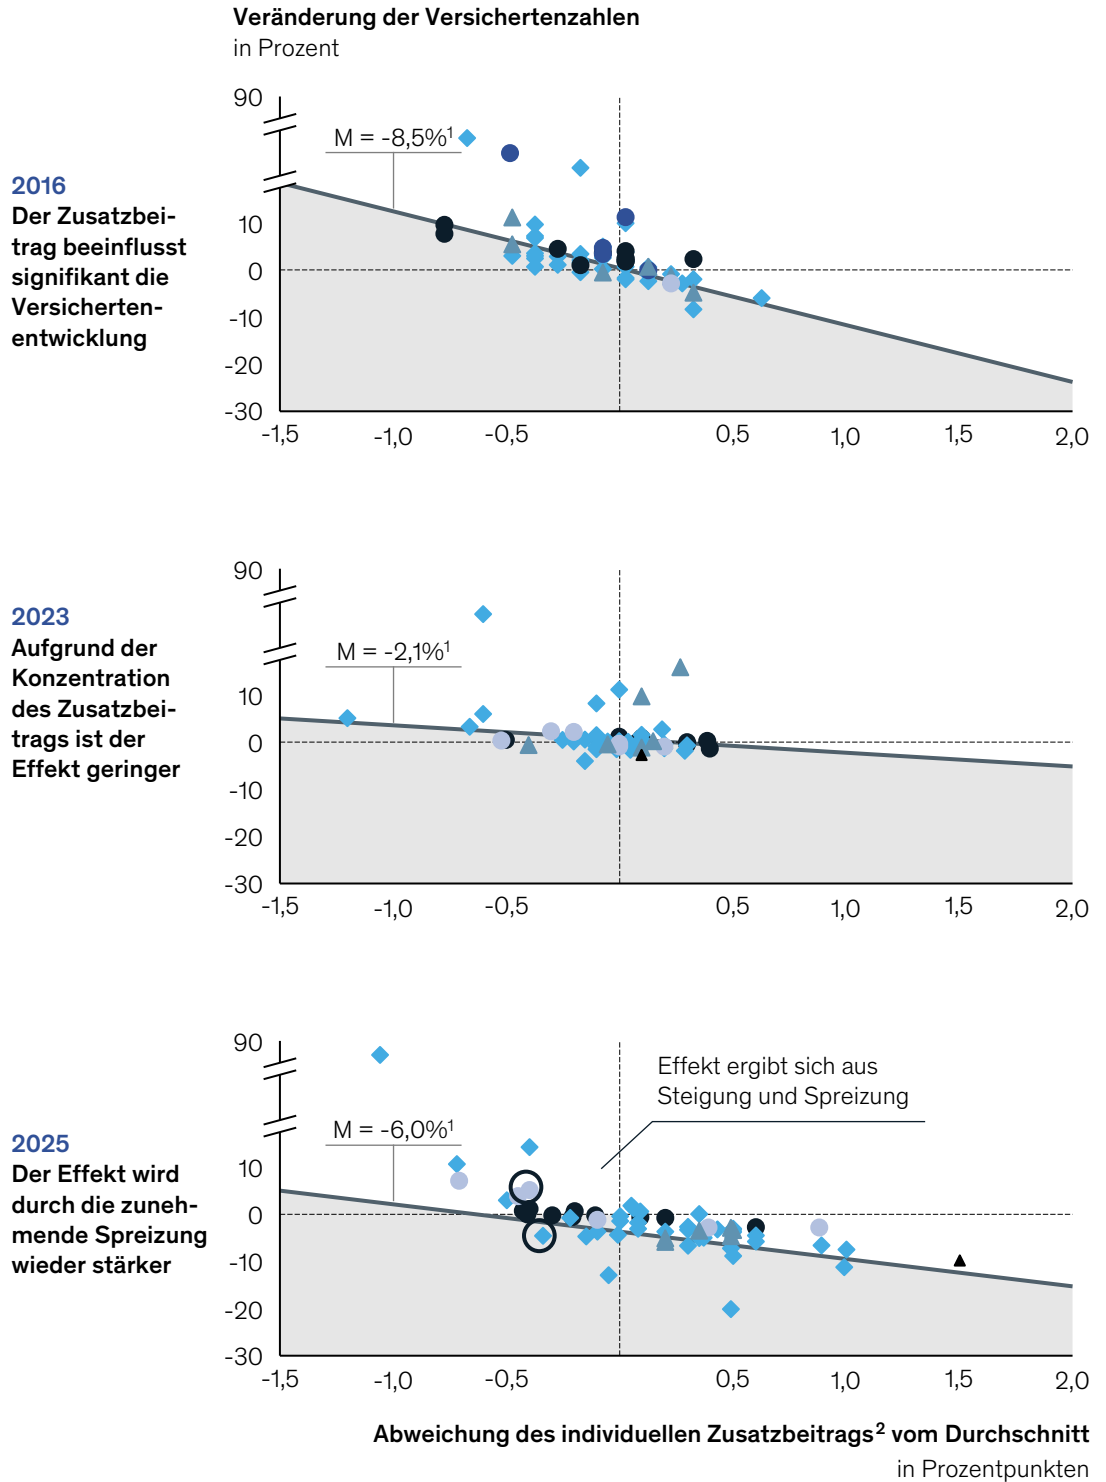 Veränderung der Versichertenzahlen
in Prozent
90
M = -8,5%¹
2016
Der Zusatzbei-
trag beeinflusst
signifikant die
Versicherten-
entwicklung
10
0
-10
-20
-30
-1,5
-1,0
-0,5
0,5
1,0
1,5
2,0
90
2023
Aufgrund der
Konzentration
des Zusatzbei-
trags ist der
Effekt geringer
M = -2,1%¹
10
0
-10
-20
-30
-1,5
-1,0
-0,5
0,5
1,0
1,5
2,0
90
Effekt ergibt sich aus
Steigung und Spreizung
M = -6,0%¹
2025
Der Effekt wird
durch die zuneh-
mende Spreizung
wieder stärker
10
0
-10
-20
-30
-1,5
-1,0
-0,5
0,5
1,0
1,5
2,0
Abweichung des individuellen Zusatzbeitrags² vom Durchschnitt
in Prozentpunkten